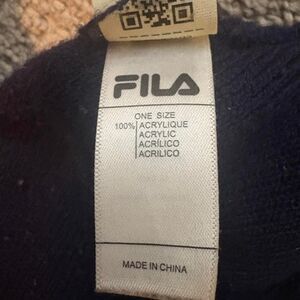 FILA
ONE SIZE
100% ACRYLIQUE
ACRYLIC
ACRÍLICO
ACRILICO
MADE IN CHINA